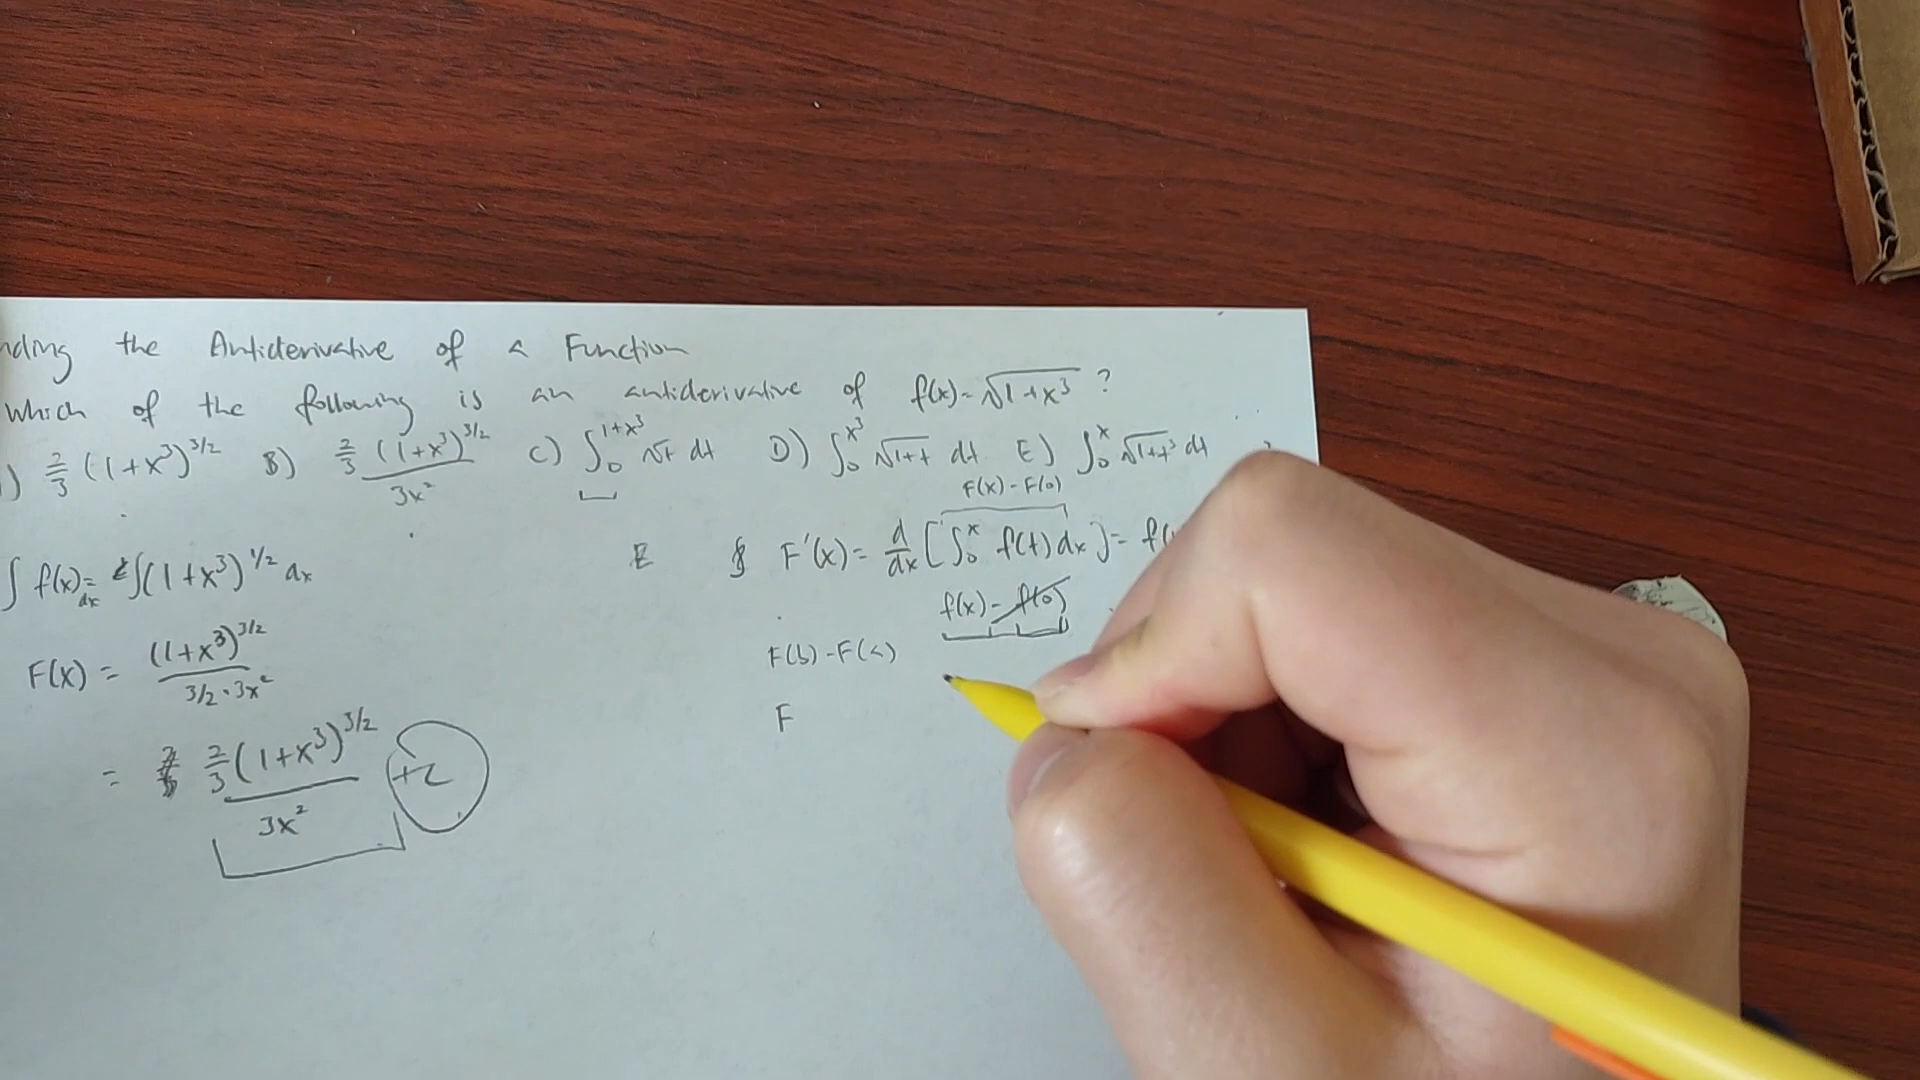 nding the Antiderivative of a Function
Which of the following is an antiderivative of f(x)=√(1+x³) ?
) 2/3 (1+x³)^3/2 B) 2/3 (1+x³)^3/2 / 3x² C) ∫₀^1+x³ √t dt D) ∫₀^x³ √(1+t) dt E) ∫₀^x √(1+t³) dt
F(x) - F(0)
∫ f(x) dx = ∫(1+x³)^1/2 dx
E F'(x) = d/dx [∫₀^x f(t) dx] = f(
f(x) - f(0)
F(x) = (1+x³)^3/2 / 3/2 · 3x²
F(b) - F(a)
F
= 2/3 (1+x³)^3/2 / 3x² +C